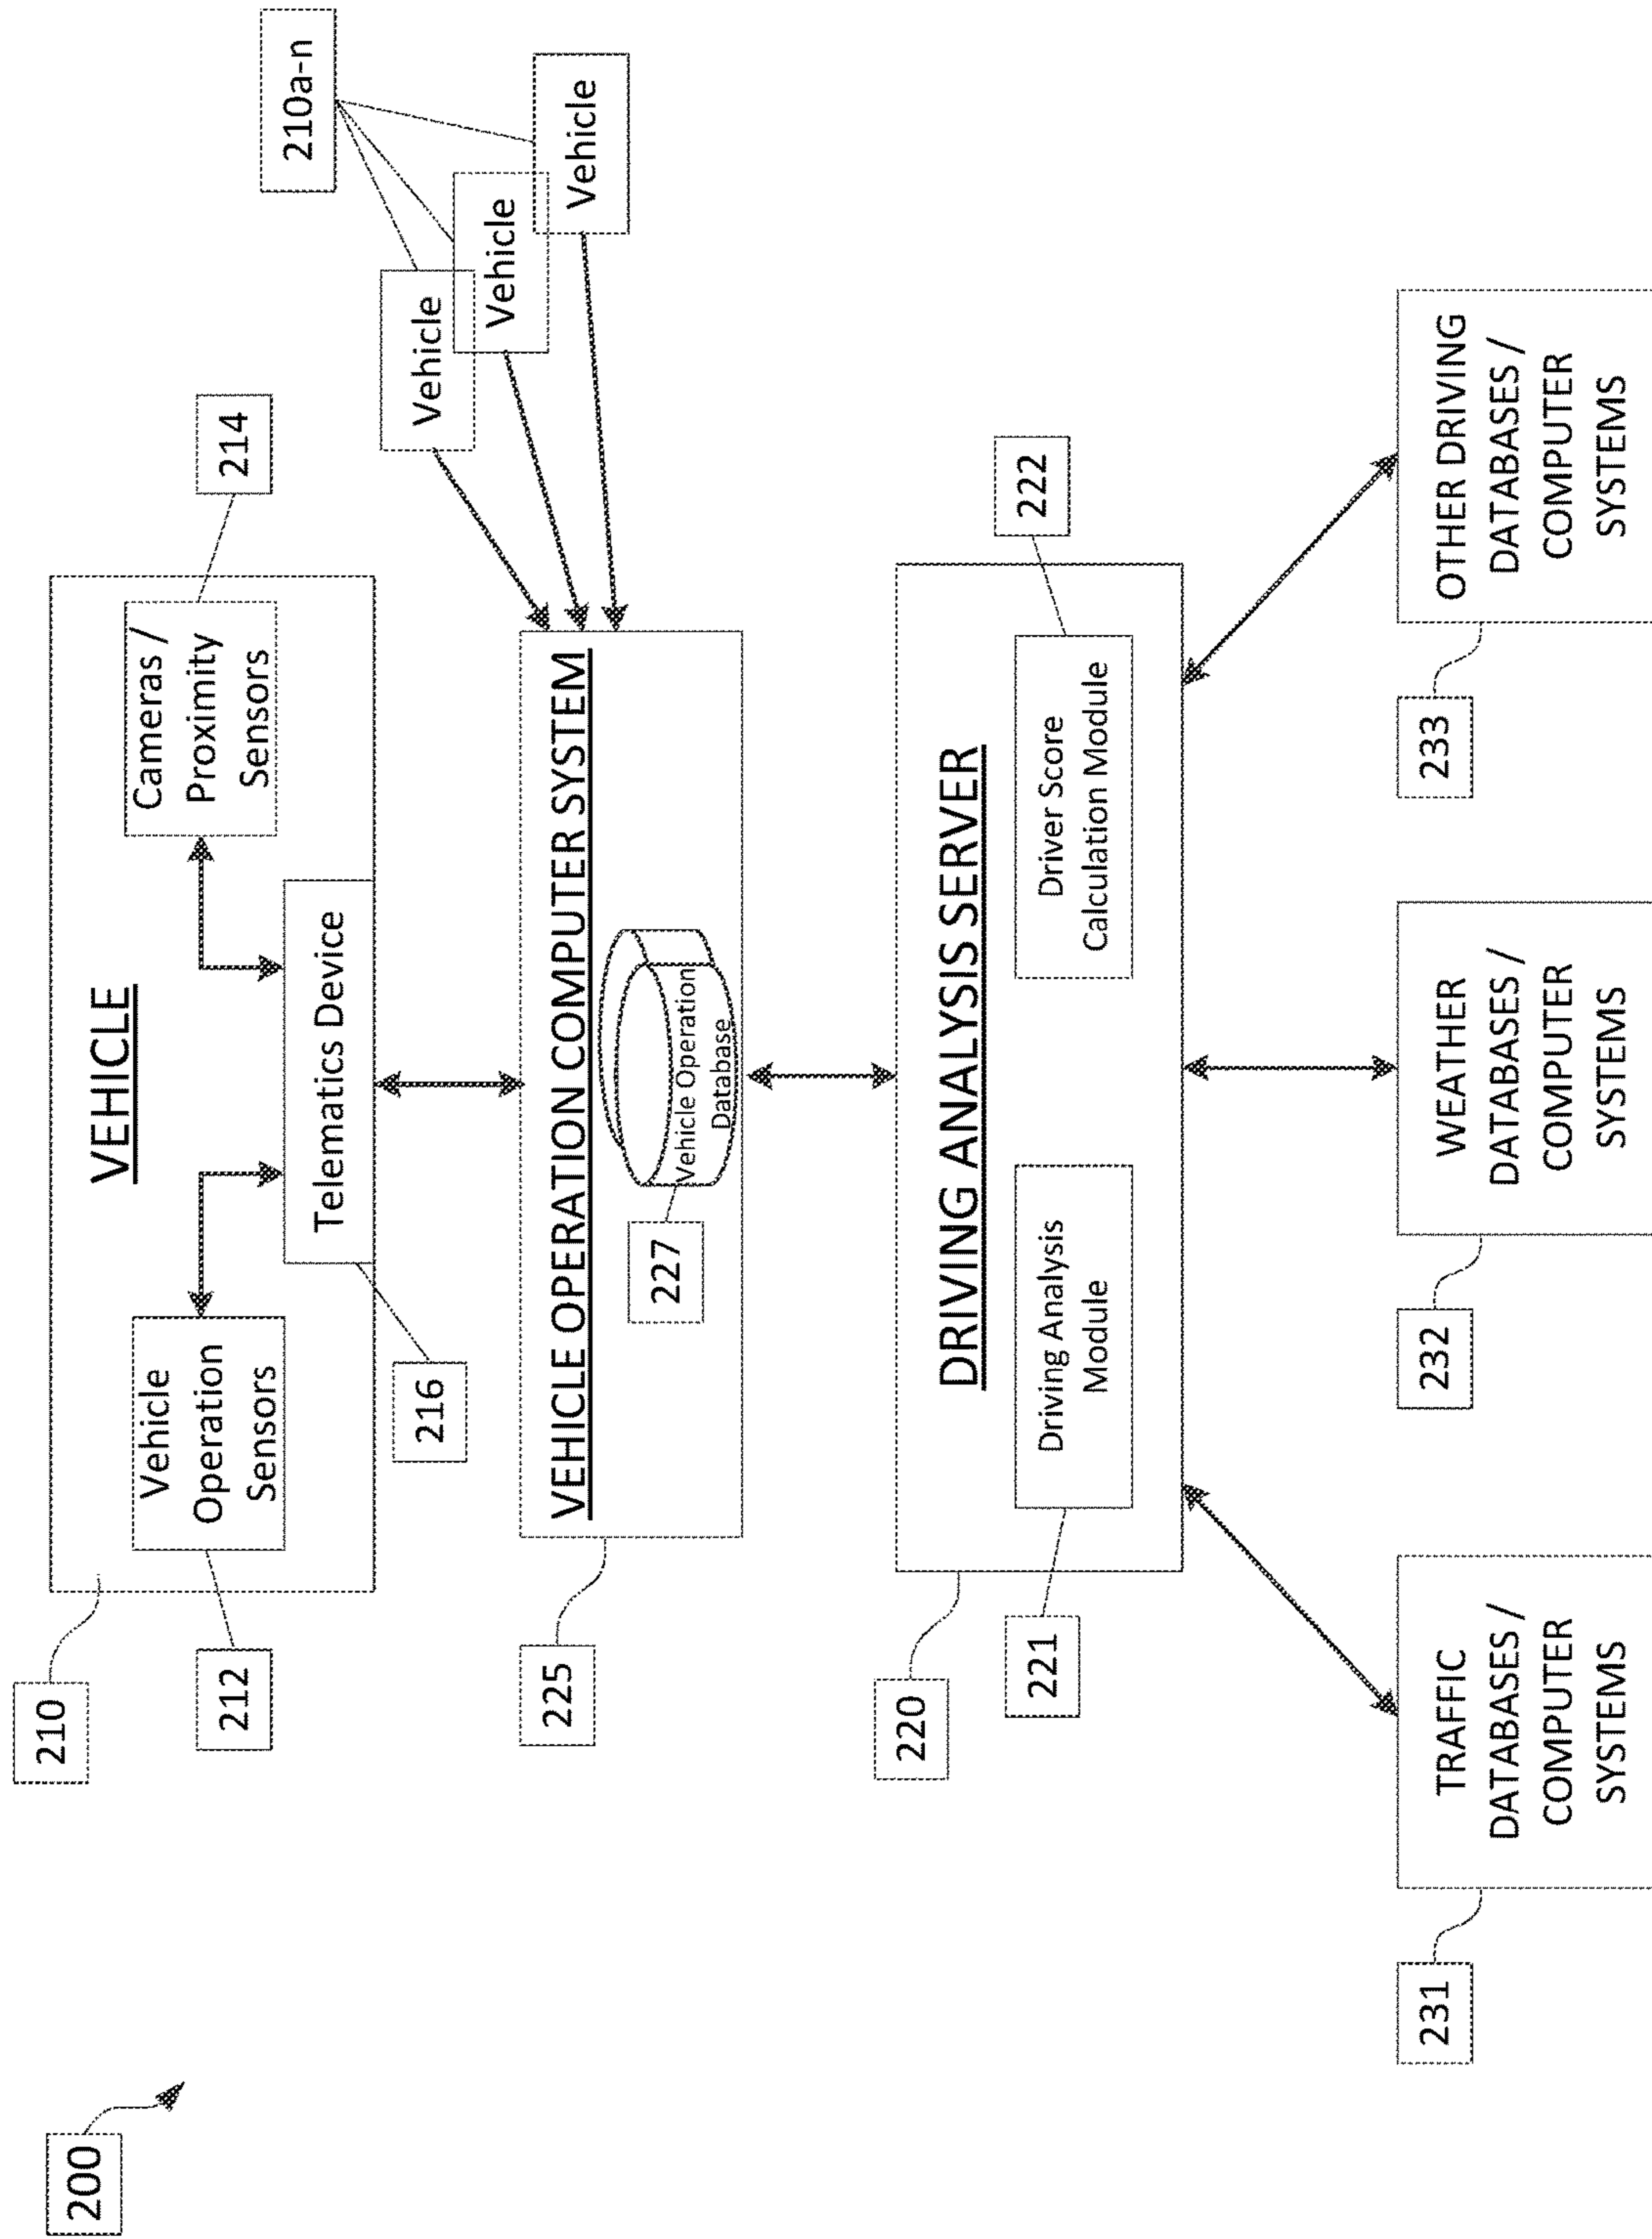 200
210
VEHICLE
212
Vehicle
Operation
Sensors
Cameras /
Proximity
Sensors
214
Telematics Device
216
210a-n
Vehicle
Vehicle
Vehicle
225
VEHICLE OPERATION COMPUTER SYSTEM
227
Vehicle Operation
Database
220
DRIVING ANALYSIS SERVER
221
Driving Analysis
Module
Driver Score
Calculation Module
222
231
TRAFFIC
DATABASES /
COMPUTER
SYSTEMS
232
WEATHER
DATABASES /
COMPUTER
SYSTEMS
233
OTHER DRIVING
DATABASES /
COMPUTER
SYSTEMS